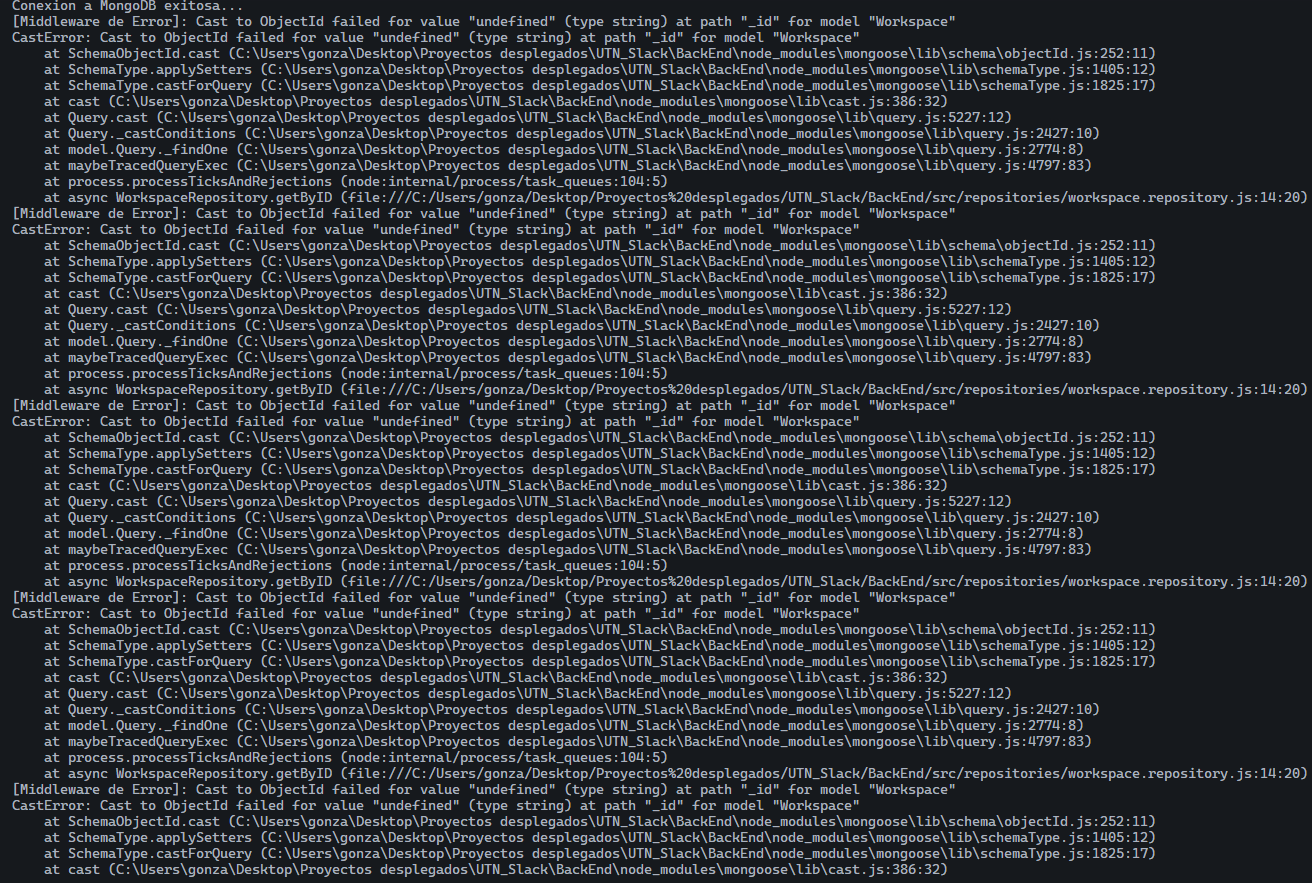 Conexion a MongoDB exitosa...
[Middleware de Error]: Cast to ObjectId failed for value "undefined" (type string) at path "_id" for model "Workspace"
CastError: Cast to ObjectId failed for value "undefined" (type string) at path "_id" for model "Workspace"
    at SchemaObjectId.cast (C:\Users\gonza\Desktop\Proyectos desplegados\UTN_Slack\BackEnd\node_modules\mongoose\lib\schema\objectId.js:252:11)
    at SchemaType.applySetters (C:\Users\gonza\Desktop\Proyectos desplegados\UTN_Slack\BackEnd\node_modules\mongoose\lib\schemaType.js:1405:12)
    at SchemaType.castForQuery (C:\Users\gonza\Desktop\Proyectos desplegados\UTN_Slack\BackEnd\node_modules\mongoose\lib\schemaType.js:1825:17)
    at cast (C:\Users\gonza\Desktop\Proyectos desplegados\UTN_Slack\BackEnd\node_modules\mongoose\lib\cast.js:386:32)
    at Query.cast (C:\Users\gonza\Desktop\Proyectos desplegados\UTN_Slack\BackEnd\node_modules\mongoose\lib\query.js:5227:12)
    at Query._castConditions (C:\Users\gonza\Desktop\Proyectos desplegados\UTN_Slack\BackEnd\node_modules\mongoose\lib\query.js:2427:10)
    at model.Query._findOne (C:\Users\gonza\Desktop\Proyectos desplegados\UTN_Slack\BackEnd\node_modules\mongoose\lib\query.js:2774:8)
    at maybeTracedQueryExec (C:\Users\gonza\Desktop\Proyectos desplegados\UTN_Slack\BackEnd\node_modules\mongoose\lib\query.js:4797:83)
    at process.processTicksAndRejections (node:internal/process/task_queues:104:5)
    at async WorkspaceRepository.getByID (file:///C:/Users/gonza/Desktop/Proyectos%20desplegados/UTN_Slack/BackEnd/src/repositories/workspace.repository.js:14:20)
[Middleware de Error]: Cast to ObjectId failed for value "undefined" (type string) at path "_id" for model "Workspace"
CastError: Cast to ObjectId failed for value "undefined" (type string) at path "_id" for model "Workspace"
    at SchemaObjectId.cast (C:\Users\gonza\Desktop\Proyectos desplegados\UTN_Slack\BackEnd\node_modules\mongoose\lib\schema\objectId.js:252:11)
    at SchemaType.applySetters (C:\Users\gonza\Desktop\Proyectos desplegados\UTN_Slack\BackEnd\node_modules\mongoose\lib\schemaType.js:1405:12)
    at SchemaType.castForQuery (C:\Users\gonza\Desktop\Proyectos desplegados\UTN_Slack\BackEnd\node_modules\mongoose\lib\schemaType.js:1825:17)
    at cast (C:\Users\gonza\Desktop\Proyectos desplegados\UTN_Slack\BackEnd\node_modules\mongoose\lib\cast.js:386:32)
    at Query.cast (C:\Users\gonza\Desktop\Proyectos desplegados\UTN_Slack\BackEnd\node_modules\mongoose\lib\query.js:5227:12)
    at Query._castConditions (C:\Users\gonza\Desktop\Proyectos desplegados\UTN_Slack\BackEnd\node_modules\mongoose\lib\query.js:2427:10)
    at model.Query._findOne (C:\Users\gonza\Desktop\Proyectos desplegados\UTN_Slack\BackEnd\node_modules\mongoose\lib\query.js:2774:8)
    at maybeTracedQueryExec (C:\Users\gonza\Desktop\Proyectos desplegados\UTN_Slack\BackEnd\node_modules\mongoose\lib\query.js:4797:83)
    at process.processTicksAndRejections (node:internal/process/task_queues:104:5)
    at async WorkspaceRepository.getByID (file:///C:/Users/gonza/Desktop/Proyectos%20desplegados/UTN_Slack/BackEnd/src/repositories/workspace.repository.js:14:20)
[Middleware de Error]: Cast to ObjectId failed for value "undefined" (type string) at path "_id" for model "Workspace"
CastError: Cast to ObjectId failed for value "undefined" (type string) at path "_id" for model "Workspace"
    at SchemaObjectId.cast (C:\Users\gonza\Desktop\Proyectos desplegados\UTN_Slack\BackEnd\node_modules\mongoose\lib\schema\objectId.js:252:11)
    at SchemaType.applySetters (C:\Users\gonza\Desktop\Proyectos desplegados\UTN_Slack\BackEnd\node_modules\mongoose\lib\schemaType.js:1405:12)
    at SchemaType.castForQuery (C:\Users\gonza\Desktop\Proyectos desplegados\UTN_Slack\BackEnd\node_modules\mongoose\lib\schemaType.js:1825:17)
    at cast (C:\Users\gonza\Desktop\Proyectos desplegados\UTN_Slack\BackEnd\node_modules\mongoose\lib\cast.js:386:32)
    at Query.cast (C:\Users\gonza\Desktop\Proyectos desplegados\UTN_Slack\BackEnd\node_modules\mongoose\lib\query.js:5227:12)
    at Query._castConditions (C:\Users\gonza\Desktop\Proyectos desplegados\UTN_Slack\BackEnd\node_modules\mongoose\lib\query.js:2427:10)
    at model.Query._findOne (C:\Users\gonza\Desktop\Proyectos desplegados\UTN_Slack\BackEnd\node_modules\mongoose\lib\query.js:2774:8)
    at maybeTracedQueryExec (C:\Users\gonza\Desktop\Proyectos desplegados\UTN_Slack\BackEnd\node_modules\mongoose\lib\query.js:4797:83)
    at process.processTicksAndRejections (node:internal/process/task_queues:104:5)
    at async WorkspaceRepository.getByID (file:///C:/Users/gonza/Desktop/Proyectos%20desplegados/UTN_Slack/BackEnd/src/repositories/workspace.repository.js:14:20)
[Middleware de Error]: Cast to ObjectId failed for value "undefined" (type string) at path "_id" for model "Workspace"
CastError: Cast to ObjectId failed for value "undefined" (type string) at path "_id" for model "Workspace"
    at SchemaObjectId.cast (C:\Users\gonza\Desktop\Proyectos desplegados\UTN_Slack\BackEnd\node_modules\mongoose\lib\schema\objectId.js:252:11)
    at SchemaType.applySetters (C:\Users\gonza\Desktop\Proyectos desplegados\UTN_Slack\BackEnd\node_modules\mongoose\lib\schemaType.js:1405:12)
    at SchemaType.castForQuery (C:\Users\gonza\Desktop\Proyectos desplegados\UTN_Slack\BackEnd\node_modules\mongoose\lib\schemaType.js:1825:17)
    at cast (C:\Users\gonza\Desktop\Proyectos desplegados\UTN_Slack\BackEnd\node_modules\mongoose\lib\cast.js:386:32)
    at Query.cast (C:\Users\gonza\Desktop\Proyectos desplegados\UTN_Slack\BackEnd\node_modules\mongoose\lib\query.js:5227:12)
    at Query._castConditions (C:\Users\gonza\Desktop\Proyectos desplegados\UTN_Slack\BackEnd\node_modules\mongoose\lib\query.js:2427:10)
    at model.Query._findOne (C:\Users\gonza\Desktop\Proyectos desplegados\UTN_Slack\BackEnd\node_modules\mongoose\lib\query.js:2774:8)
    at maybeTracedQueryExec (C:\Users\gonza\Desktop\Proyectos desplegados\UTN_Slack\BackEnd\node_modules\mongoose\lib\query.js:4797:83)
    at process.processTicksAndRejections (node:internal/process/task_queues:104:5)
    at async WorkspaceRepository.getByID (file:///C:/Users/gonza/Desktop/Proyectos%20desplegados/UTN_Slack/BackEnd/src/repositories/workspace.repository.js:14:20)
[Middleware de Error]: Cast to ObjectId failed for value "undefined" (type string) at path "_id" for model "Workspace"
CastError: Cast to ObjectId failed for value "undefined" (type string) at path "_id" for model "Workspace"
    at SchemaObjectId.cast (C:\Users\gonza\Desktop\Proyectos desplegados\UTN_Slack\BackEnd\node_modules\mongoose\lib\schema\objectId.js:252:11)
    at SchemaType.applySetters (C:\Users\gonza\Desktop\Proyectos desplegados\UTN_Slack\BackEnd\node_modules\mongoose\lib\schemaType.js:1405:12)
    at SchemaType.castForQuery (C:\Users\gonza\Desktop\Proyectos desplegados\UTN_Slack\BackEnd\node_modules\mongoose\lib\schemaType.js:1825:17)
    at cast (C:\Users\gonza\Desktop\Proyectos desplegados\UTN_Slack\BackEnd\node_modules\mongoose\lib\cast.js:386:32)